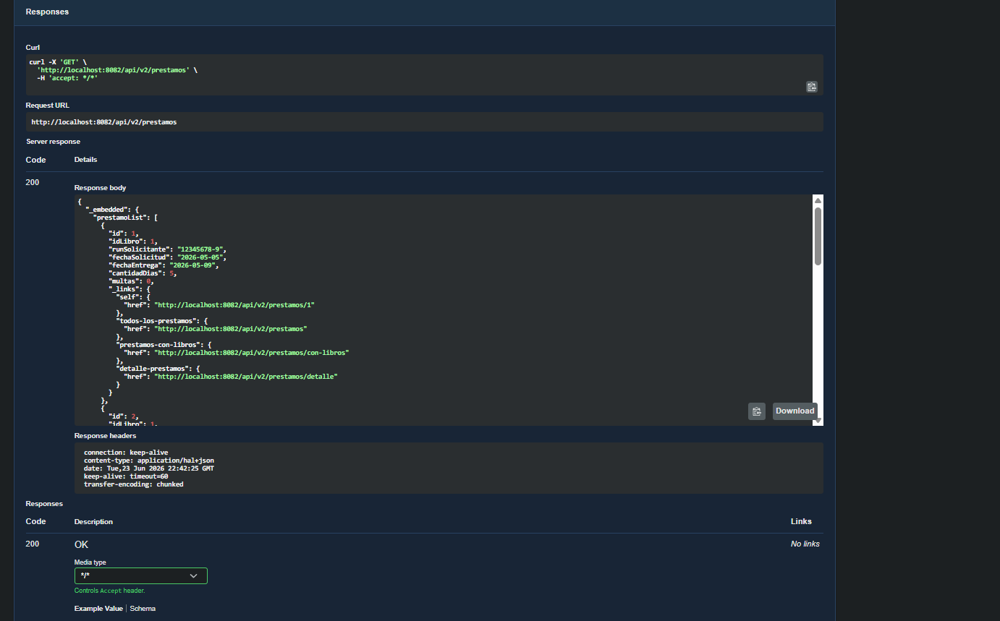 Responses
Curl
curl -X 'GET' \
  'http://localhost:8082/api/v2/prestamos' \
  -H 'accept: */*'
Request URL
http://localhost:8082/api/v2/prestamos
Server response
Code Details
200
Response body
{
  "_embedded": {
    "prestamoList": [
      {
        "id": 1,
        "idLibro": 1,
        "runSolicitante": "12345678-9",
        "fechaSolicitud": "2026-05-05",
        "fechaEntrega": "2026-05-09",
        "cantidadDias": 5,
        "multas": 0,
        "_links": {
          "self": {
            "href": "http://localhost:8082/api/v2/prestamos/1"
          },
          "todos-los-prestamos": {
            "href": "http://localhost:8082/api/v2/prestamos"
          },
          "prestamos-con-libros": {
            "href": "http://localhost:8082/api/v2/prestamos/con-libros"
          },
          "detalle-prestamos": {
            "href": "http://localhost:8082/api/v2/prestamos/detalle"
          }
        }
      },
      {
        "id": 2,
        "idLibro": 1,
Download
Response headers
connection: keep-alive
content-type: application/hal+json
date: Tue,23 Jun 2026 22:42:25 GMT
keep-alive: timeout=60
transfer-encoding: chunked
Responses
Code Description Links
200 OK No links
Media type
*/*
Controls Accept header.
Example Value Schema